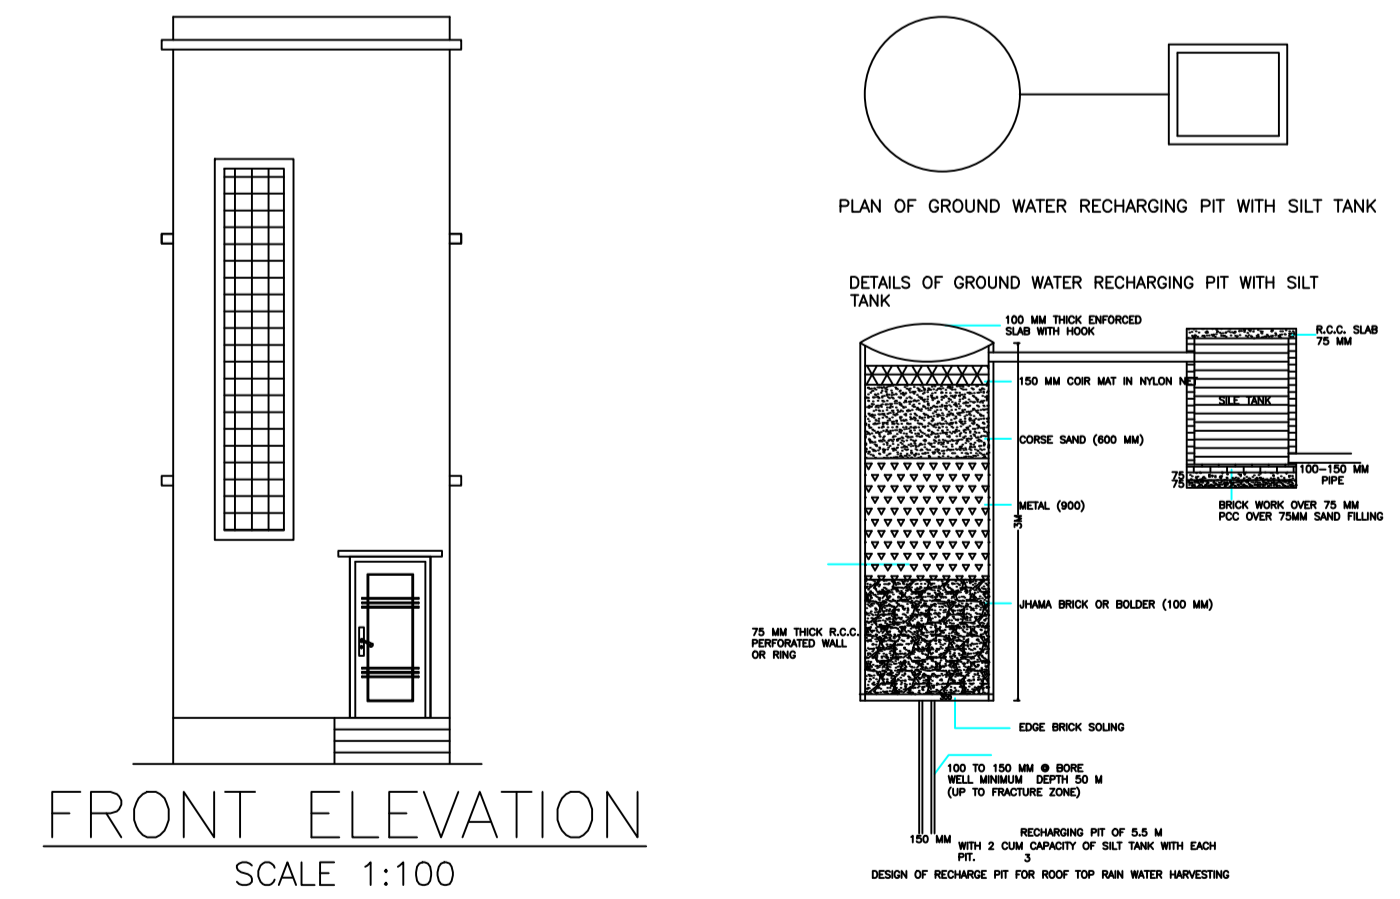 FRONT ELEVATION
SCALE 1:100
PLAN OF GROUND WATER RECHARGING PIT WITH SILT TANK
DETAILS OF GROUND WATER RECHARGING PIT WITH SILT
TANK
100 MM THICK ENFORCED
SLAB WITH HOOK
R.C.C. SLAB
75 MM
150 MM COIR MAT IN NYLON NET
SILE TANK
CORSE SAND (600 MM)
100-150 MM
PIPE
75
75
METAL (900)
BRICK WORK OVER 75 MM
PCC OVER 75MM SAND FILLING
3M
JHAMA BRICK OR BOLDER (100 MM)
75 MM THICK R.C.C.
PERFORATED WALL
OR RING
EDGE BRICK SOLING
100 TO 150 MM @ BORE
WELL MINIMUM DEPTH 50 M
(UP TO FRACTURE ZONE)
150 MM
RECHARGING PIT OF 5.5 M
WITH 2 CUM CAPACITY OF SILT TANK WITH EACH
PIT. 3
DESIGN OF RECHARGE PIT FOR ROOF TOP RAIN WATER HARVESTING